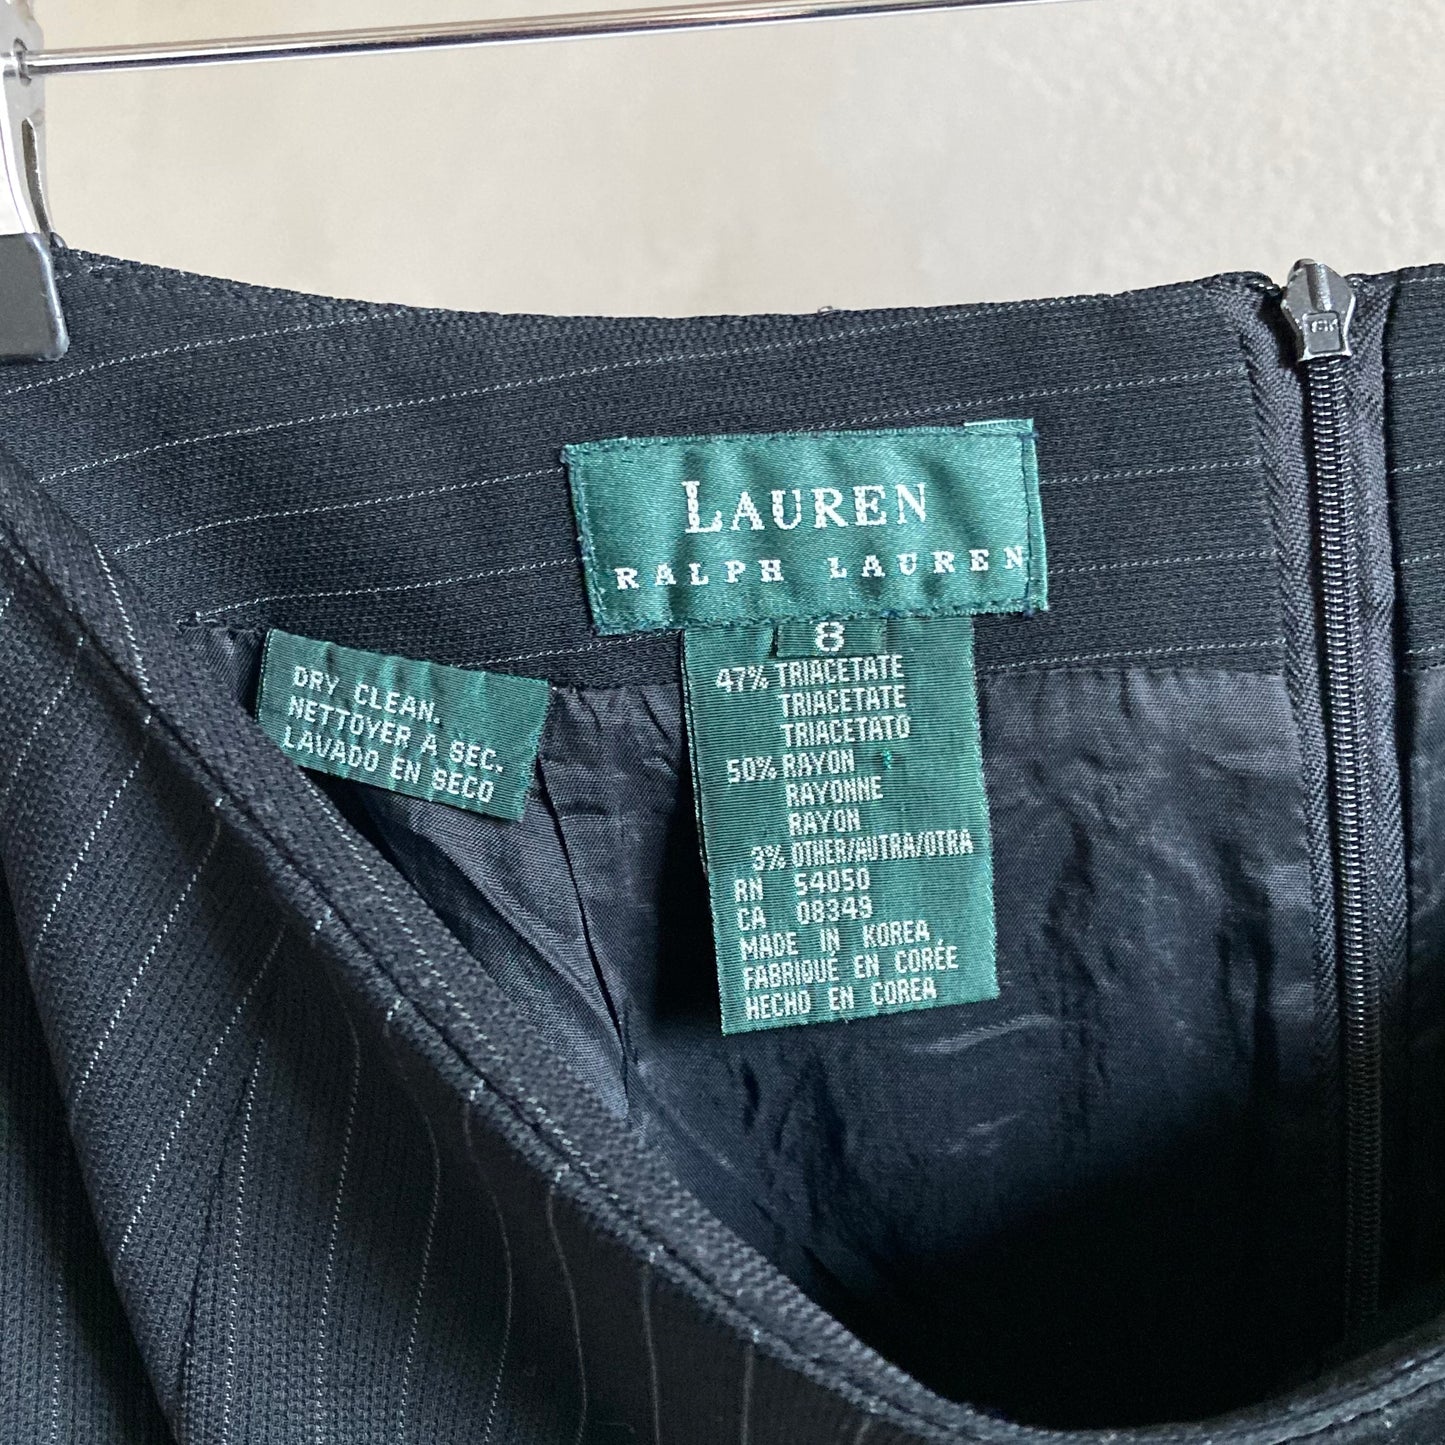 LAUREN
RALPH LAUREN
8
47% TRIACETATE
TRIACETATE
TRIACETATO
50% RAYON
RAYONNE
RAYON
3% OTHER/AUTRA/OTRA
RN 54050
CA 08349
MADE IN KOREA
FABRIQUÉ EN CORÉE
HECHO EN COREA
DRY CLEAN.
NETTOYER A SEC.
LAVADO EN SECO